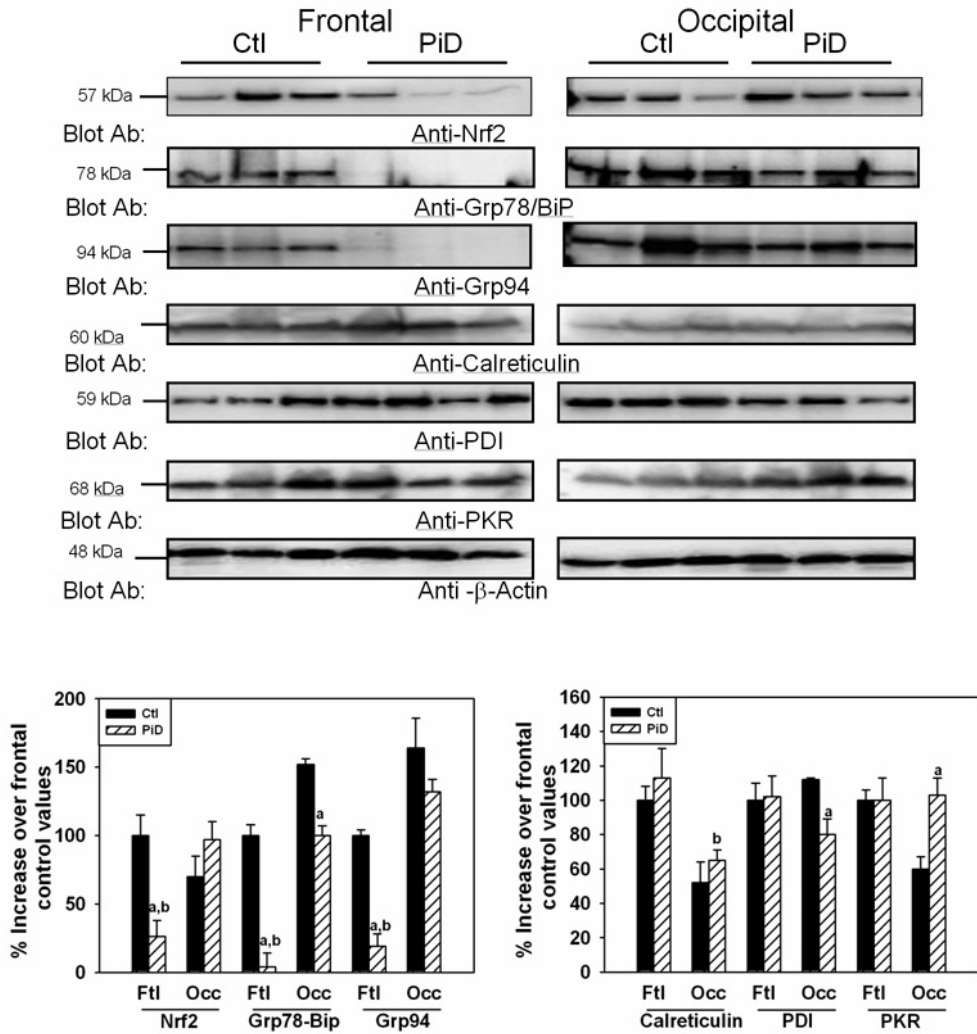 Frontal Occipital
Ctl PiD Ctl PiD
57 kDa
Blot Ab: Anti-Nrf2
78 kDa
Blot Ab: Anti-Grp78/BiP
94 kDa
Blot Ab: Anti-Grp94
60 kDa
Blot Ab: Anti-Calreticulin
59 kDa
Blot Ab: Anti-PDI
68 kDa
Blot Ab: Anti-PKR
48 kDa
Blot Ab: Anti -β-Actin
% Increase over frontal
control values
200
150
100
50
0
Ctl
PiD
a,b
a,b
a
a,b
Ftl Occ Ftl Occ Ftl Occ
Nrf2 Grp78-Bip Grp94
% Increase over frontal
control values
160
140
120
100
80
60
40
20
0
Ctl
PiD
b
a
a
Ftl Occ Ftl Occ Ftl Occ
Calreticulin PDI PKR